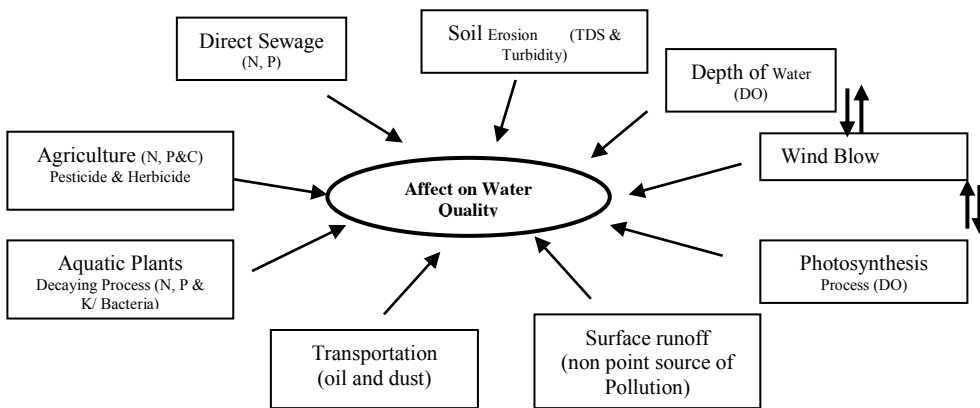 Direct Sewage
(N, P)
Soil Erosion (TDS &
Turbidity)
Depth of Water
(DO)
Agriculture (N, P&C)
Pesticide & Herbicide
Affect on Water
Quality
Wind Blow
Aquatic Plants
Decaying Process (N, P &
K/ Bacteria)
Photosynthesis
Process (DO)
Transportation
(oil and dust)
Surface runoff
(non point source of
Pollution)